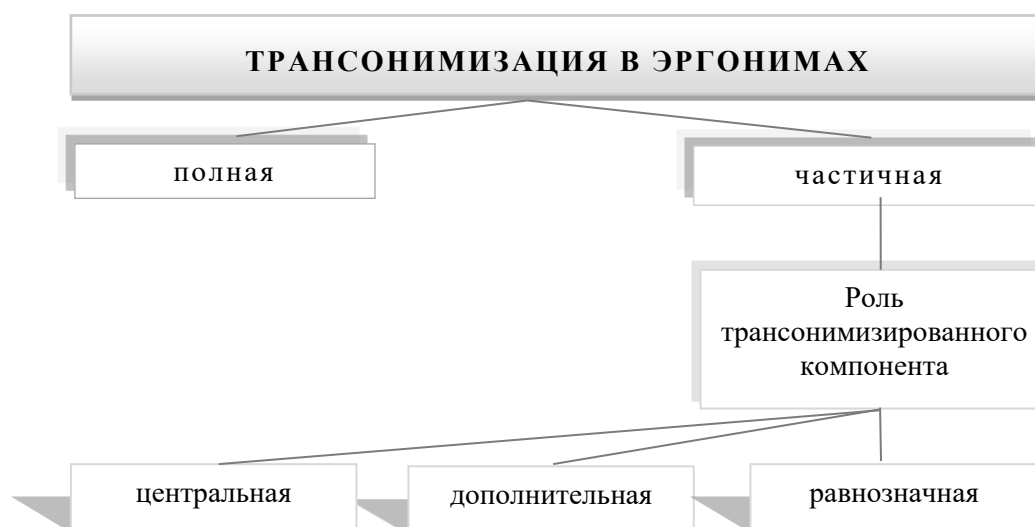 ТРАНСОНИМИЗАЦИЯ В ЭРГОНИМАХ
полная
частичная
Роль
трансонимизированного
компонента
центральная
дополнительная
равнозначная